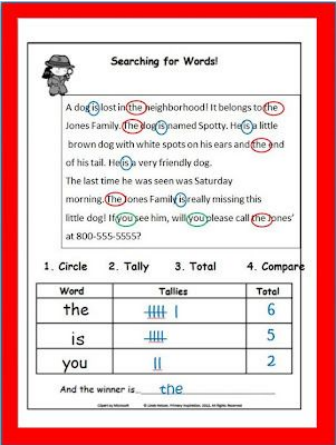 Searching for Words!
A dog is lost in the neighborhood! It belongs to the
Jones Family. The dog is named Spotty. He is a little
brown dog with white spots on his ears and the end
of his tail. He is a very friendly dog.
The last time he was seen was Saturday
morning. The Jones Family is really missing this
little dog! If you see him, will you please call the Jones'
at 800-555-5555?
1. Circle 2. Tally 3. Total 4. Compare
Word Tallies Total
the 6
is 5
you 2
And the winner is... the